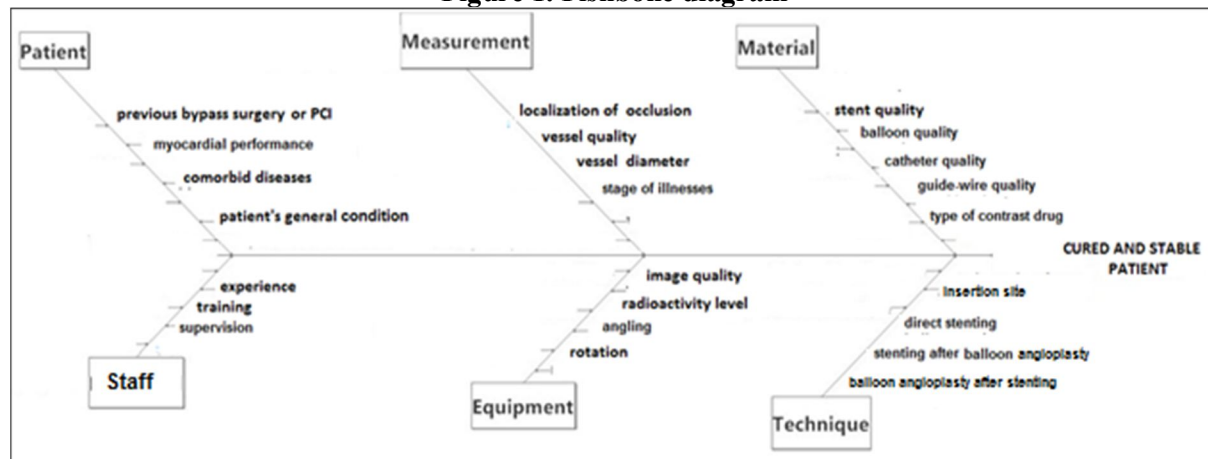 Figure 1. Fishbone diagram
Patient
previous bypass surgery or PCI
myocardial performance
comorbid diseases
patient's general condition
Measurement
localization of occlusion
vessel quality
vessel diameter
stage of illnesses
Material
stent quality
balloon quality
catheter quality
guide-wire quality
type of contrast drug
CURED AND STABLE
PATIENT
experience
training
supervision
Staff
image quality
radioactivity level
angling
rotation
Equipment
insertion site
direct stenting
stenting after balloon angioplasty
balloon angioplasty after stenting
Technique